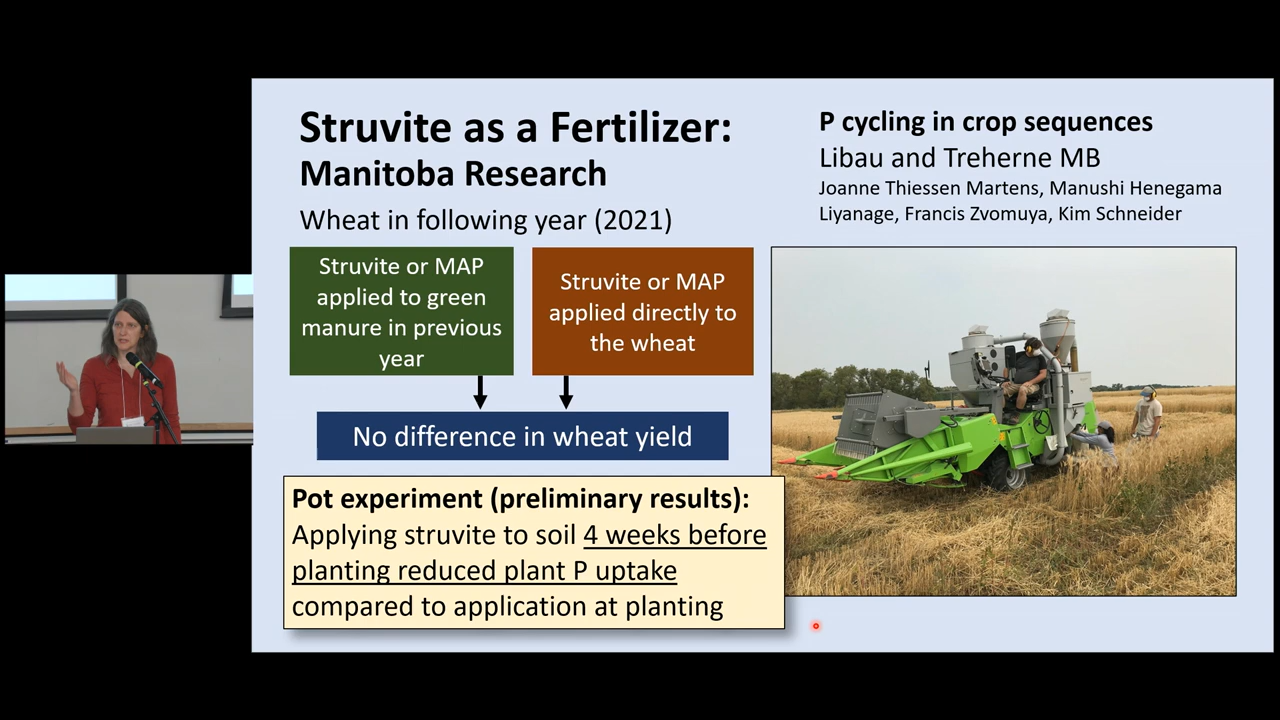 Struvite as a Fertilizer:
Manitoba Research
Wheat in following year (2021)
P cycling in crop sequences
Libau and Treherne MB
Joanne Thiessen Martens, Manushi Henegama
Liyanage, Francis Zvomuya, Kim Schneider
Struvite or MAP
applied to green
manure in previous
year
Struvite or MAP
applied directly to
the wheat
No difference in wheat yield
Pot experiment (preliminary results):
Applying struvite to soil 4 weeks before
planting reduced plant P uptake
compared to application at planting